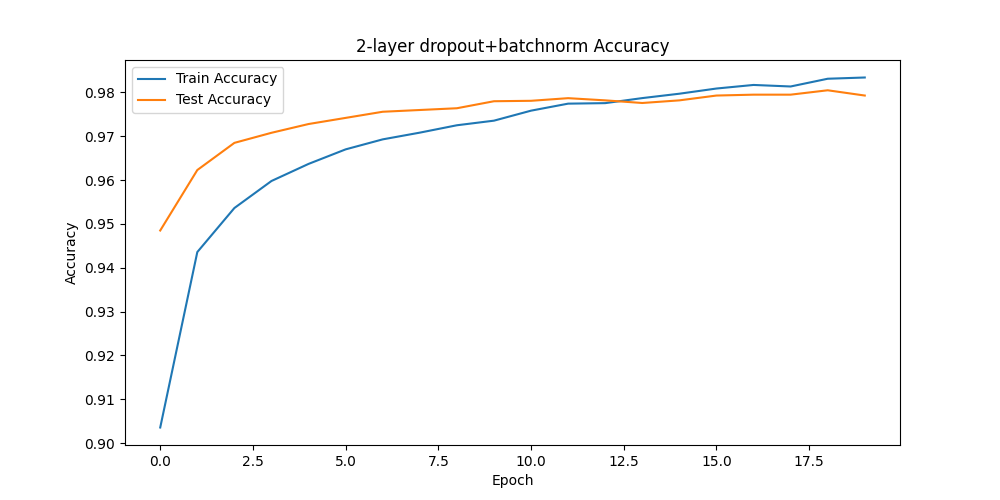 2-layer dropout+batchnorm Accuracy
Train Accuracy
Test Accuracy
0.98
0.97
0.96
0.95
0.94
0.93
0.92
0.91
0.90
Accuracy
0.0 2.5 5.0 7.5 10.0 12.5 15.0 17.5
Epoch